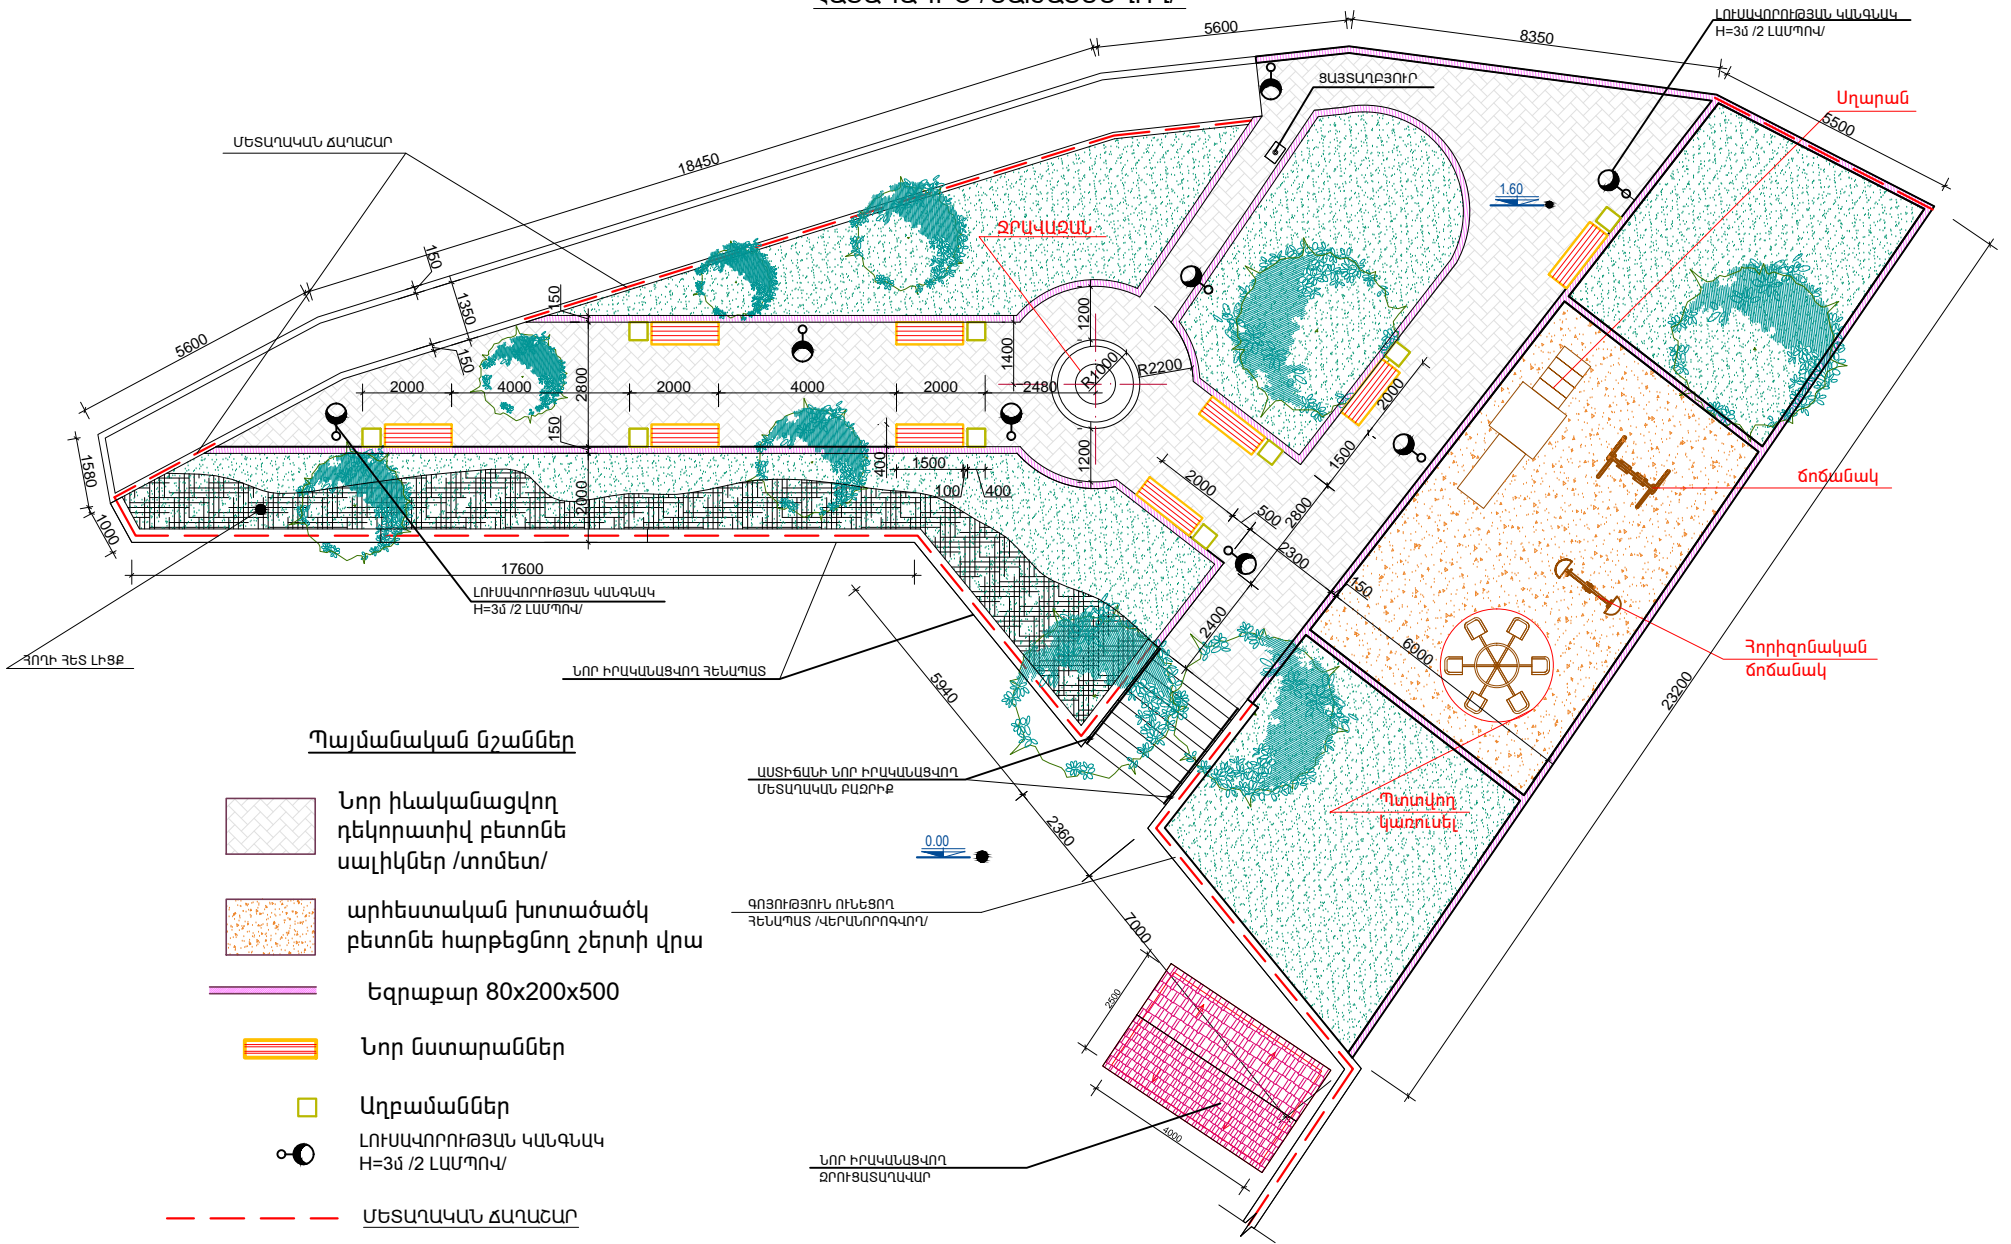 5600
8350
ԼՈՒՍԱՎՈՐՈՒԹՅԱՆ ԿԱՆԳՆԱԿ
H=3մ /2 ԼԱՄՊՈՎ/
ՑԱՅՏԱՂԲՅՈՒՐ
Սղարան
5500
ՄԵՏԱՂԱԿԱՆ ՃԱՂԱՇԱՐ
18450
1.60
ՋՐԱՎԱԶԱՆ
150
1350
150
150
5600
1200
1400
R1000
R2200
2000
4000
2800
2000
4000
2000
2480
2000
150
1580
1000
2000
400
1500
100
400
1200
1500
2000
500
2800
2300
150
ճոճանակ
17600
ԼՈՒՍԱՎՈՐՈՒԹՅԱՆ ԿԱՆԳՆԱԿ
H=3մ /2 ԼԱՄՊՈՎ/
2400
6000
Հորիզոնական
ճոճանակ
ՀՈՂԻ ՀԵՏ ԼԻՑՔ
ՆՈՐ ԻՐԱԿԱՆԱՑՎՈՂ ՀԵՆԱՊԱՏ
5940
23200
Պայմանական նշաններ
ԱՍՏԻՃԱՆԻ ՆՈՐ ԻՐԱԿԱՆԱՑՎՈՂ
ՄԵՏԱՂԱԿԱՆ ԲԱԶՐԻՔ
Պտտվող
կառուսել
Նոր իևականացվող
դեկորատիվ բետոնե
սալիկներ /տոմետ/
2360
0.00
արհեստական խոտածածկ
բետոնե հարթեցնող շերտի վրա
ԳՈՅՈՒԹՅՈՒՆ ՈՒՆԵՑՈՂ
ՀԵՆԱՊԱՏ /ՎԵՐԱՆՈՐՈԳՎՈՂ/
7000
Եզրաքար 80x200x500
2500
Նոր նստարաններ
Աղբամաններ
4000
ԼՈՒՍԱՎՈՐՈՒԹՅԱՆ ԿԱՆԳՆԱԿ
H=3մ /2 ԼԱՄՊՈՎ/
ՆՈՐ ԻՐԱԿԱՆԱՑՎՈՂ
ԶՐՈՒՑԱՏԱՂԱՎԱՐ
ՄԵՏԱՂԱԿԱՆ ՃԱՂԱՇԱՐ